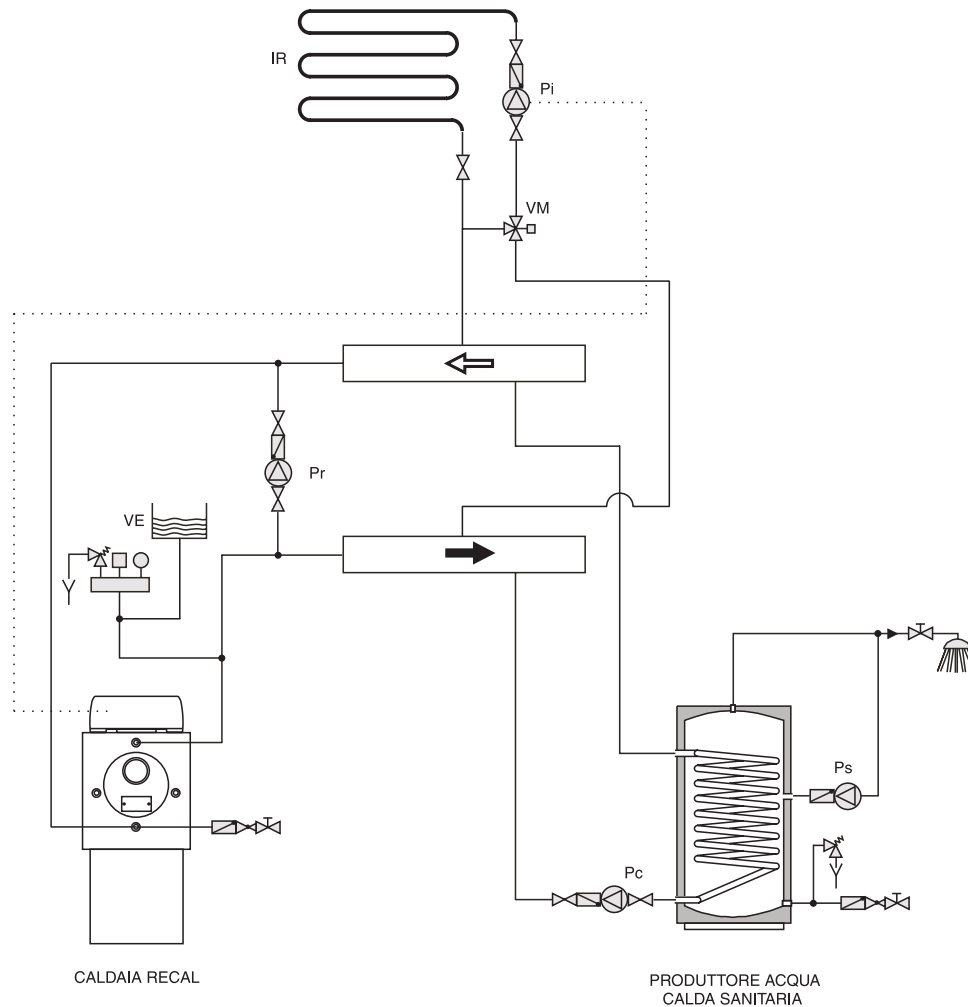 IR
Pi
VM
Pr
VE
Ps
Pc
CALDAIA RECAL
PRODUTTORE ACQUA
CALDA SANITARIA